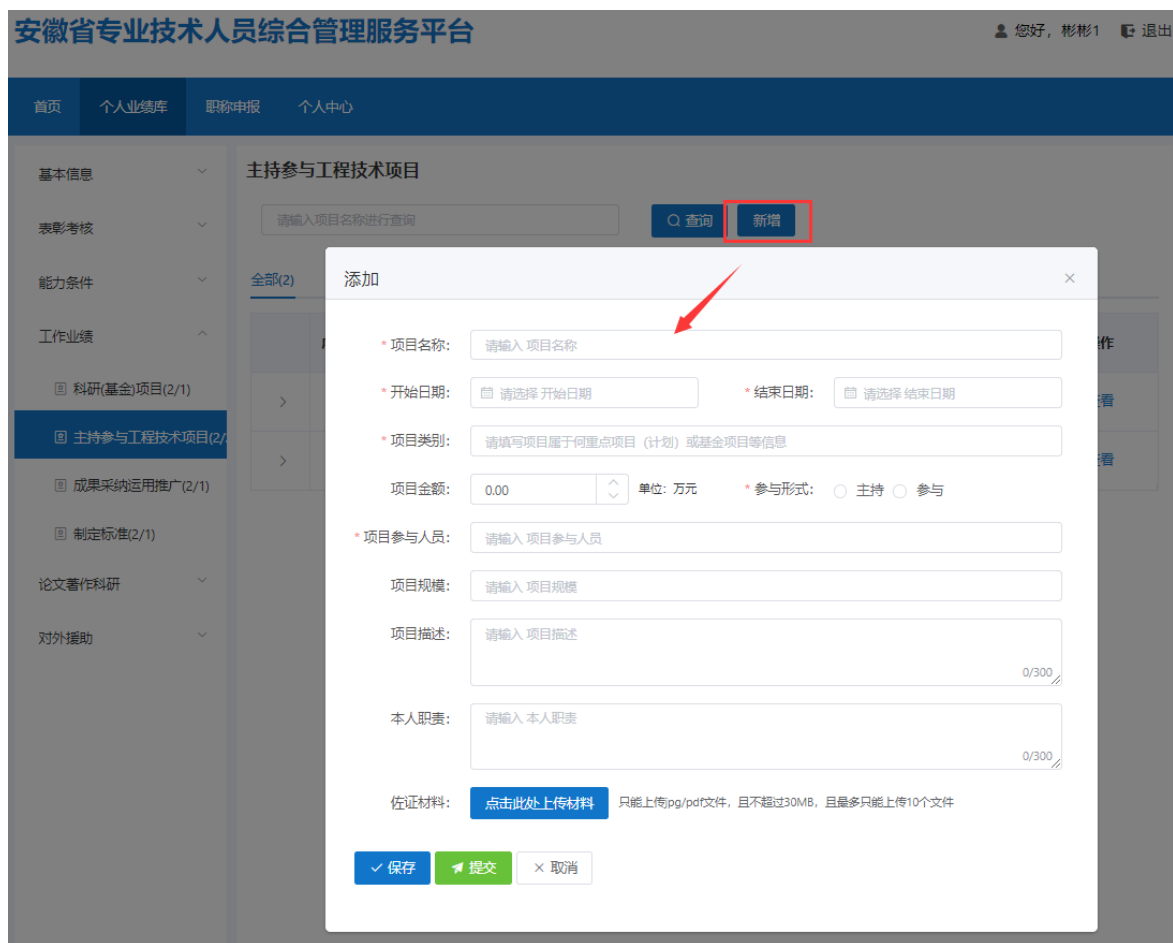 安徽省专业技术人员综合管理服务平台
您好，彬彬1 退出
首页 个人业绩库 职称申报 个人中心
基本信息
表彰考核
能力条件
工作业绩
科研(基金)项目(2/1)
主持参与工程技术项目(2/
成果采纳运用推广(2/1)
制定标准(2/1)
论文著作科研
对外援助
主持参与工程技术项目
请输入项目名称进行查询 查询 新增
全部(2)
作
看
看
添加
* 项目名称： 请输入 项目名称
* 开始日期： 请选择 开始日期 * 结束日期： 请选择 结束日期
* 项目类别： 请填写项目属于何重点项目（计划）或基金项目等信息
项目金额： 0.00 单位：万元 * 参与形式： 主持 参与
* 项目参与人员： 请输入 项目参与人员
项目规模： 请输入 项目规模
项目描述： 请输入 项目描述
0/300
本人职责： 请输入 本人职责
0/300
佐证材料： 点击此处上传材料 只能上传jpg/pdf文件，且不超过30MB，且最多只能上传10个文件
保存 提交 取消